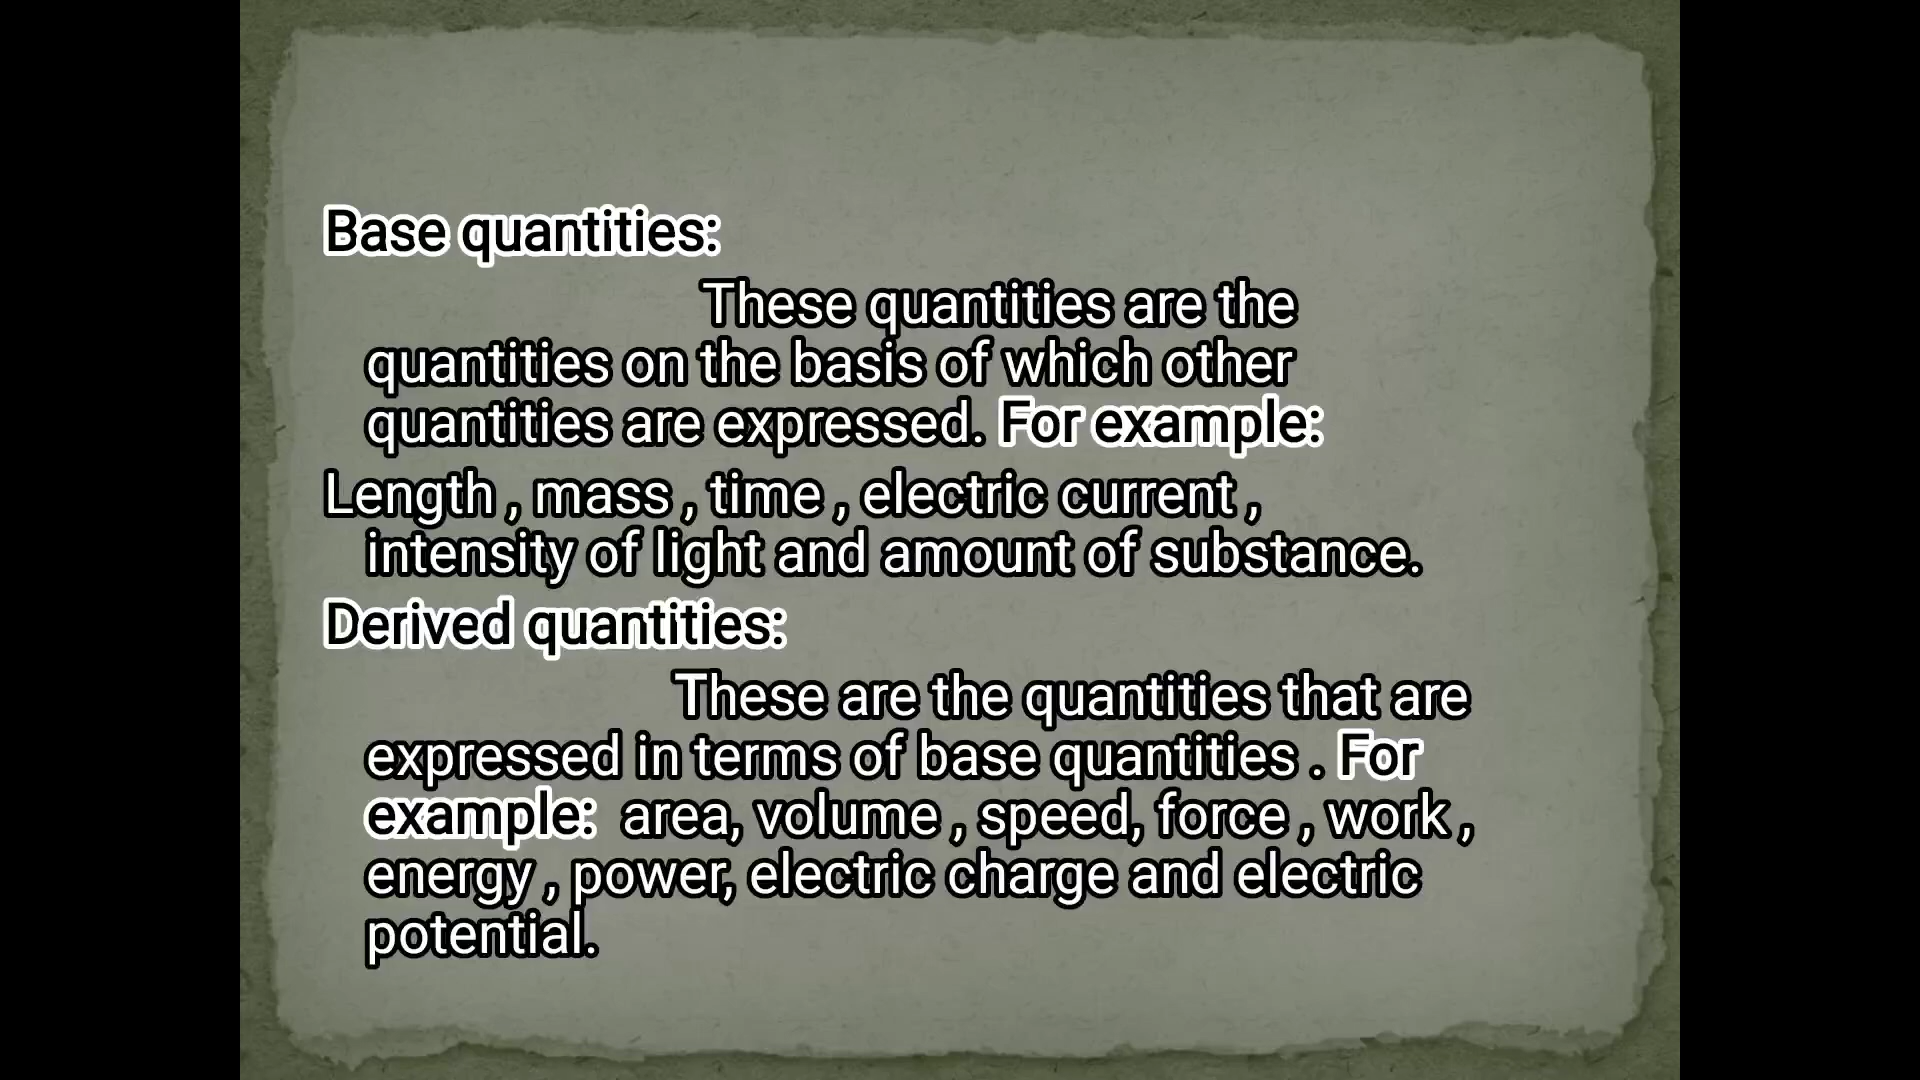 Base quantities:
These quantities are the
quantities on the basis of which other
quantities are expressed. For example:
Length , mass , time , electric current ,
intensity of light and amount of substance.
Derived quantities:
These are the quantities that are
expressed in terms of base quantities . For
example: area, volume , speed, force , work ,
energy , power, electric charge and electric
potential.